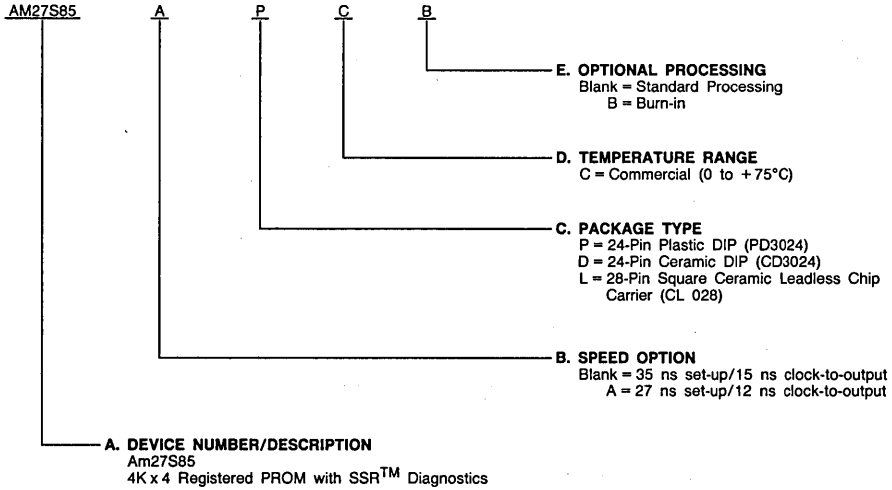 AM27S85 A P C B
E. OPTIONAL PROCESSING
Blank = Standard Processing
B = Burn-in
D. TEMPERATURE RANGE
C = Commercial (0 to +75°C)
C. PACKAGE TYPE
P = 24-Pin Plastic DIP (PD3024)
D = 24-Pin Ceramic DIP (CD3024)
L = 28-Pin Square Ceramic Leadless Chip
Carrier (CL 028)
B. SPEED OPTION
Blank = 35 ns set-up/15 ns clock-to-output
A = 27 ns set-up/12 ns clock-to-output
A. DEVICE NUMBER/DESCRIPTION
Am27S85
4K x 4 Registered PROM with SSR™ Diagnostics